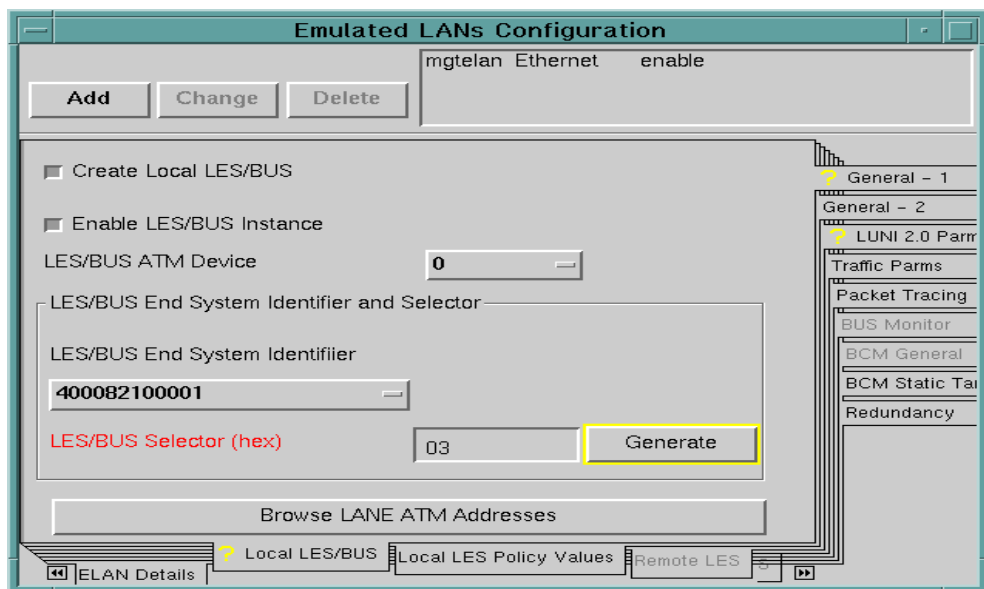 Emulated LANs Configuration
mgtelan Ethernet enable
Add Change Delete
Create Local LES/BUS
Enable LES/BUS Instance
LES/BUS ATM Device 0
LES/BUS End System Identifier and Selector
LES/BUS End System Identifiier
400082100001
LES/BUS Selector (hex) 03 Generate
Browse LANE ATM Addresses
? General - 1
General - 2
? LUNI 2.0 Parm
Traffic Parms
Packet Tracing
BUS Monitor
BCM General
BCM Static Tar
Redundancy
ELAN Details
? Local LES/BUS
Local LES Policy Values
Remote LES
S